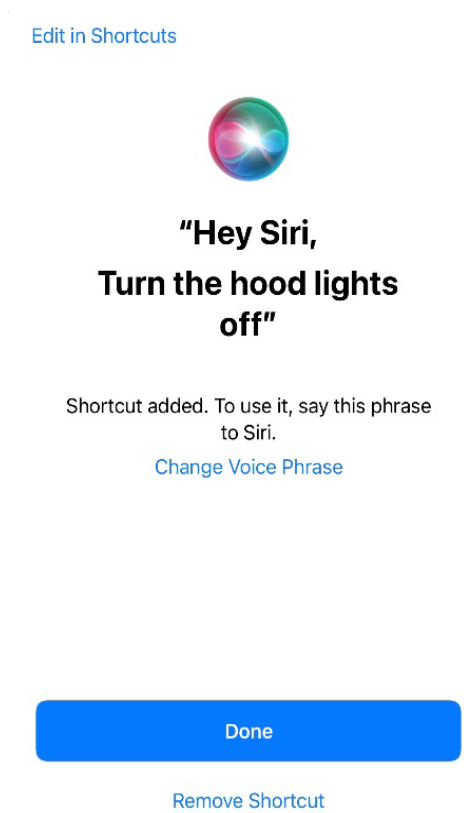 Edit in Shortcuts
“Hey Siri,
Turn the hood lights
off”
Shortcut added. To use it, say this phrase
to Siri.
Change Voice Phrase
Done
Remove Shortcut